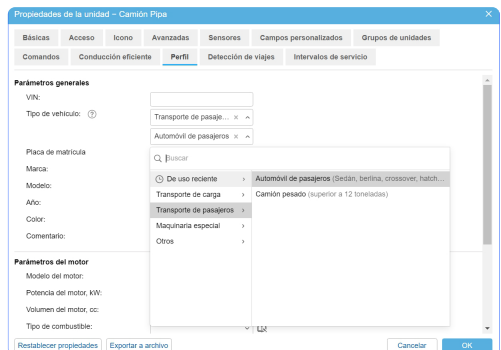 Propiedades de la unidad – Camión Pipa
Básicas Acceso Icono Avanzadas Sensores Campos personalizados Grupos de unidades
Comandos Conducción eficiente Perfil Detección de viajes Intervalos de servicio
Parámetros generales
VIN:
Tipo de vehículo:
Transporte de pasaje...
Automóvil de pasajeros
Placa de matrícula
Buscar
De uso reciente
Automóvil de pasajeros (Sedán, berlina, crossover, hatch...
Marca:
Transporte de carga
Camión pesado (superior a 12 toneladas)
Modelo:
Transporte de pasajeros
Año:
Maquinaria especial
Color:
Otros
Comentario:
Parámetros del motor
Modelo del motor:
Potencia del motor, kW:
Volumen del motor, cc:
Tipo de combustible:
Restablecer propiedades Exportar a archivo Cancelar OK